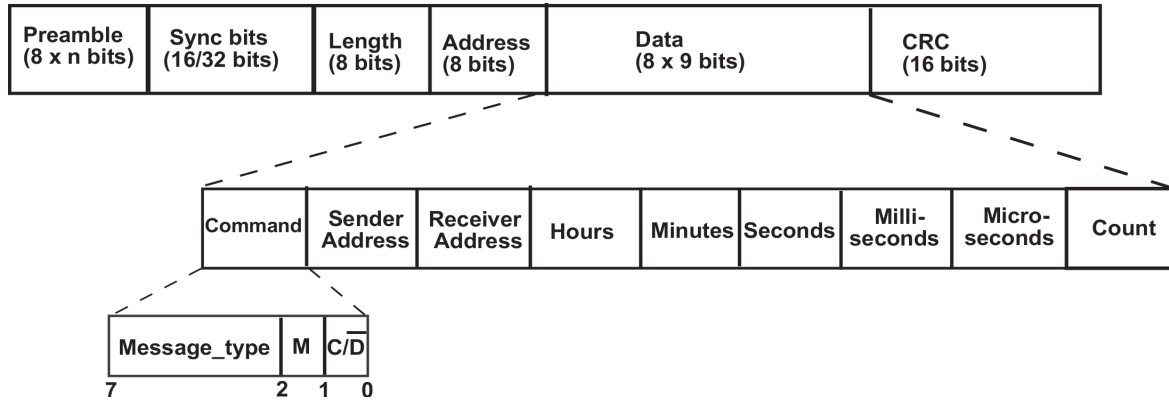 Preamble
(8 x n bits)
Sync bits
(16/32 bits)
Length
(8 bits)
Address
(8 bits)
Data
(8 x 9 bits)
CRC
(16 bits)
Command
Sender
Address
Receiver
Address
Hours
Minutes
Seconds
Milli-
seconds
Micro-
seconds
Count
Message_type
M
C/D̅
7
2
1
0